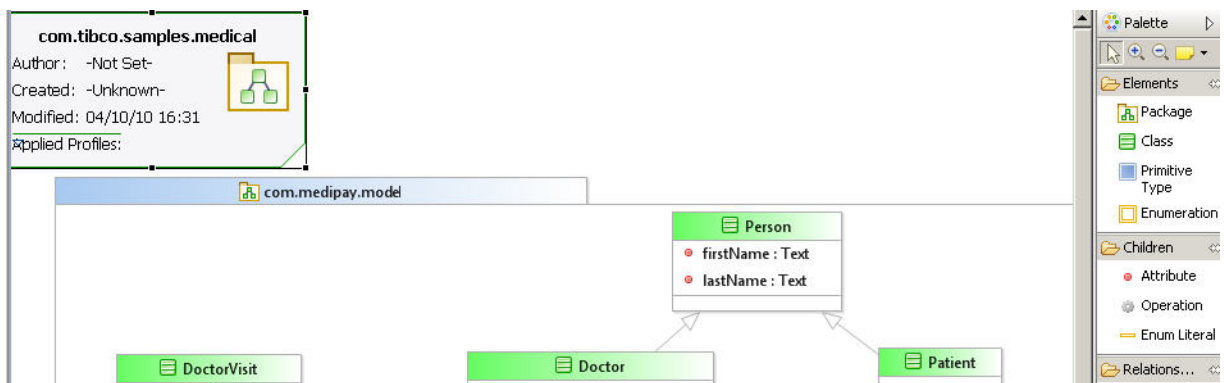 com.tibco.samples.medical
Author: -Not Set-
Created: -Unknown-
Modified: 04/10/10 16:31
Applied Profiles:
com.medipay.model
Person
firstName : Text
lastName : Text
DoctorVisit
Doctor
Patient
Palette
Elements
Package
Class
Primitive
Type
Enumeration
Children
Attribute
Operation
Enum Literal
Relations...